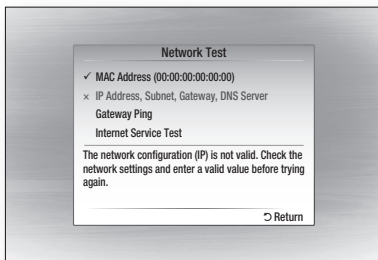 Network Test
✓ MAC Address (00:00:00:00:00:00)
× IP Address, Subnet, Gateway, DNS Server
Gateway Ping
Internet Service Test
The network configuration (IP) is not valid. Check the
network settings and enter a valid value before trying
again.
⮌ Return